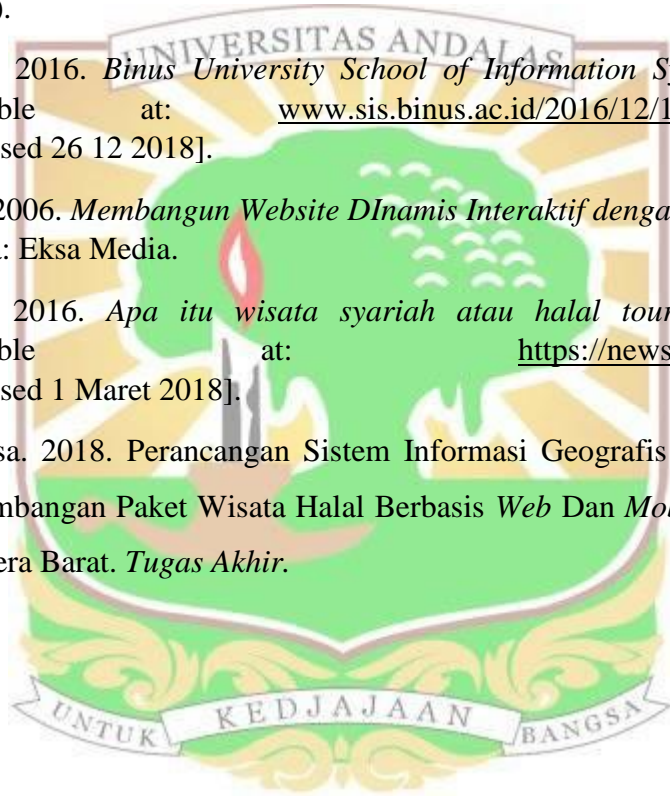 ).
UNIVERSITAS ANDALAS
2016. Binus University School of Information Sy
ble at: www.sis.binus.ac.id/2016/12/1
sed 26 12 2018].
2006. Membangun Website DInamis Interaktif denga
: Eksa Media.
2016. Apa itu wisata syariah atau halal tour
ble at: https://news
sed 1 Maret 2018].
sa. 2018. Perancangan Sistem Informasi Geografis
mbangan Paket Wisata Halal Berbasis Web Dan Mo
era Barat. Tugas Akhir.
UNTUK KEDJAJAAN BANGSA